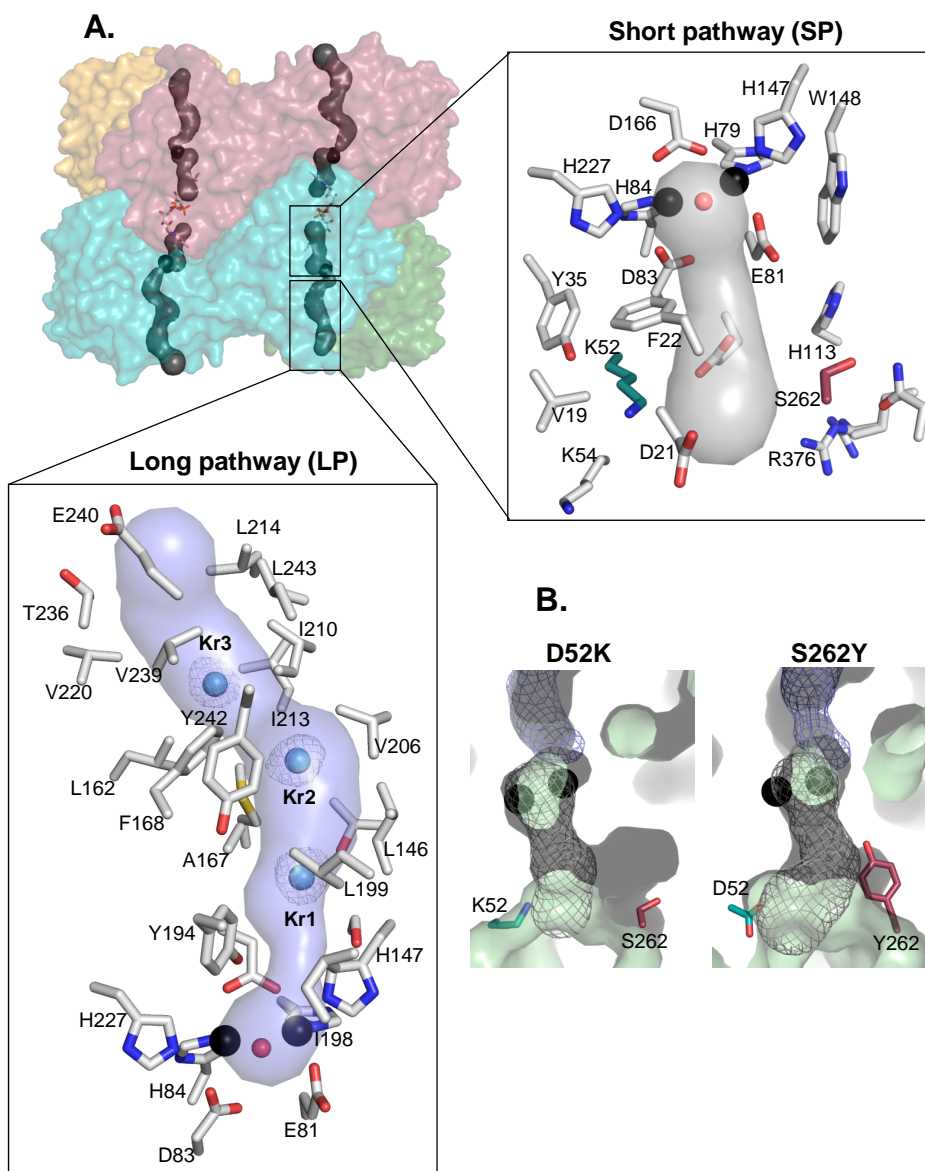 A.
Short pathway (SP)
H147
D166
H79
W148
H227
H84
D83
E81
Y35
F22
K52
H113
S262
V19
D21
R376
K54
Long pathway (LP)
E240
L214
L243
T236
I210
Kr3
V239
V220
Y242
I213
V206
L162
Kr2
F168
A167
L146
L199
Kr1
Y194
H147
H227
I198
H84
E81
D83
B.
D52K
S262Y
K52
S262
D52
Y262